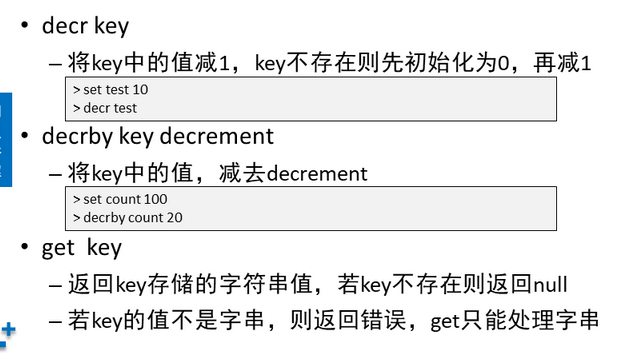 • decr key
– 将key中的值减1，key不存在则先初始化为0，再减1
> set test 10
> decr test
• decrby key decrement
– 将key中的值，减去decrement
> set count 100
> decrby count 20
• get key
– 返回key存储的字符串值，若key不存在则返回null
– 若key的值不是字串，则返回错误，get只能处理字串